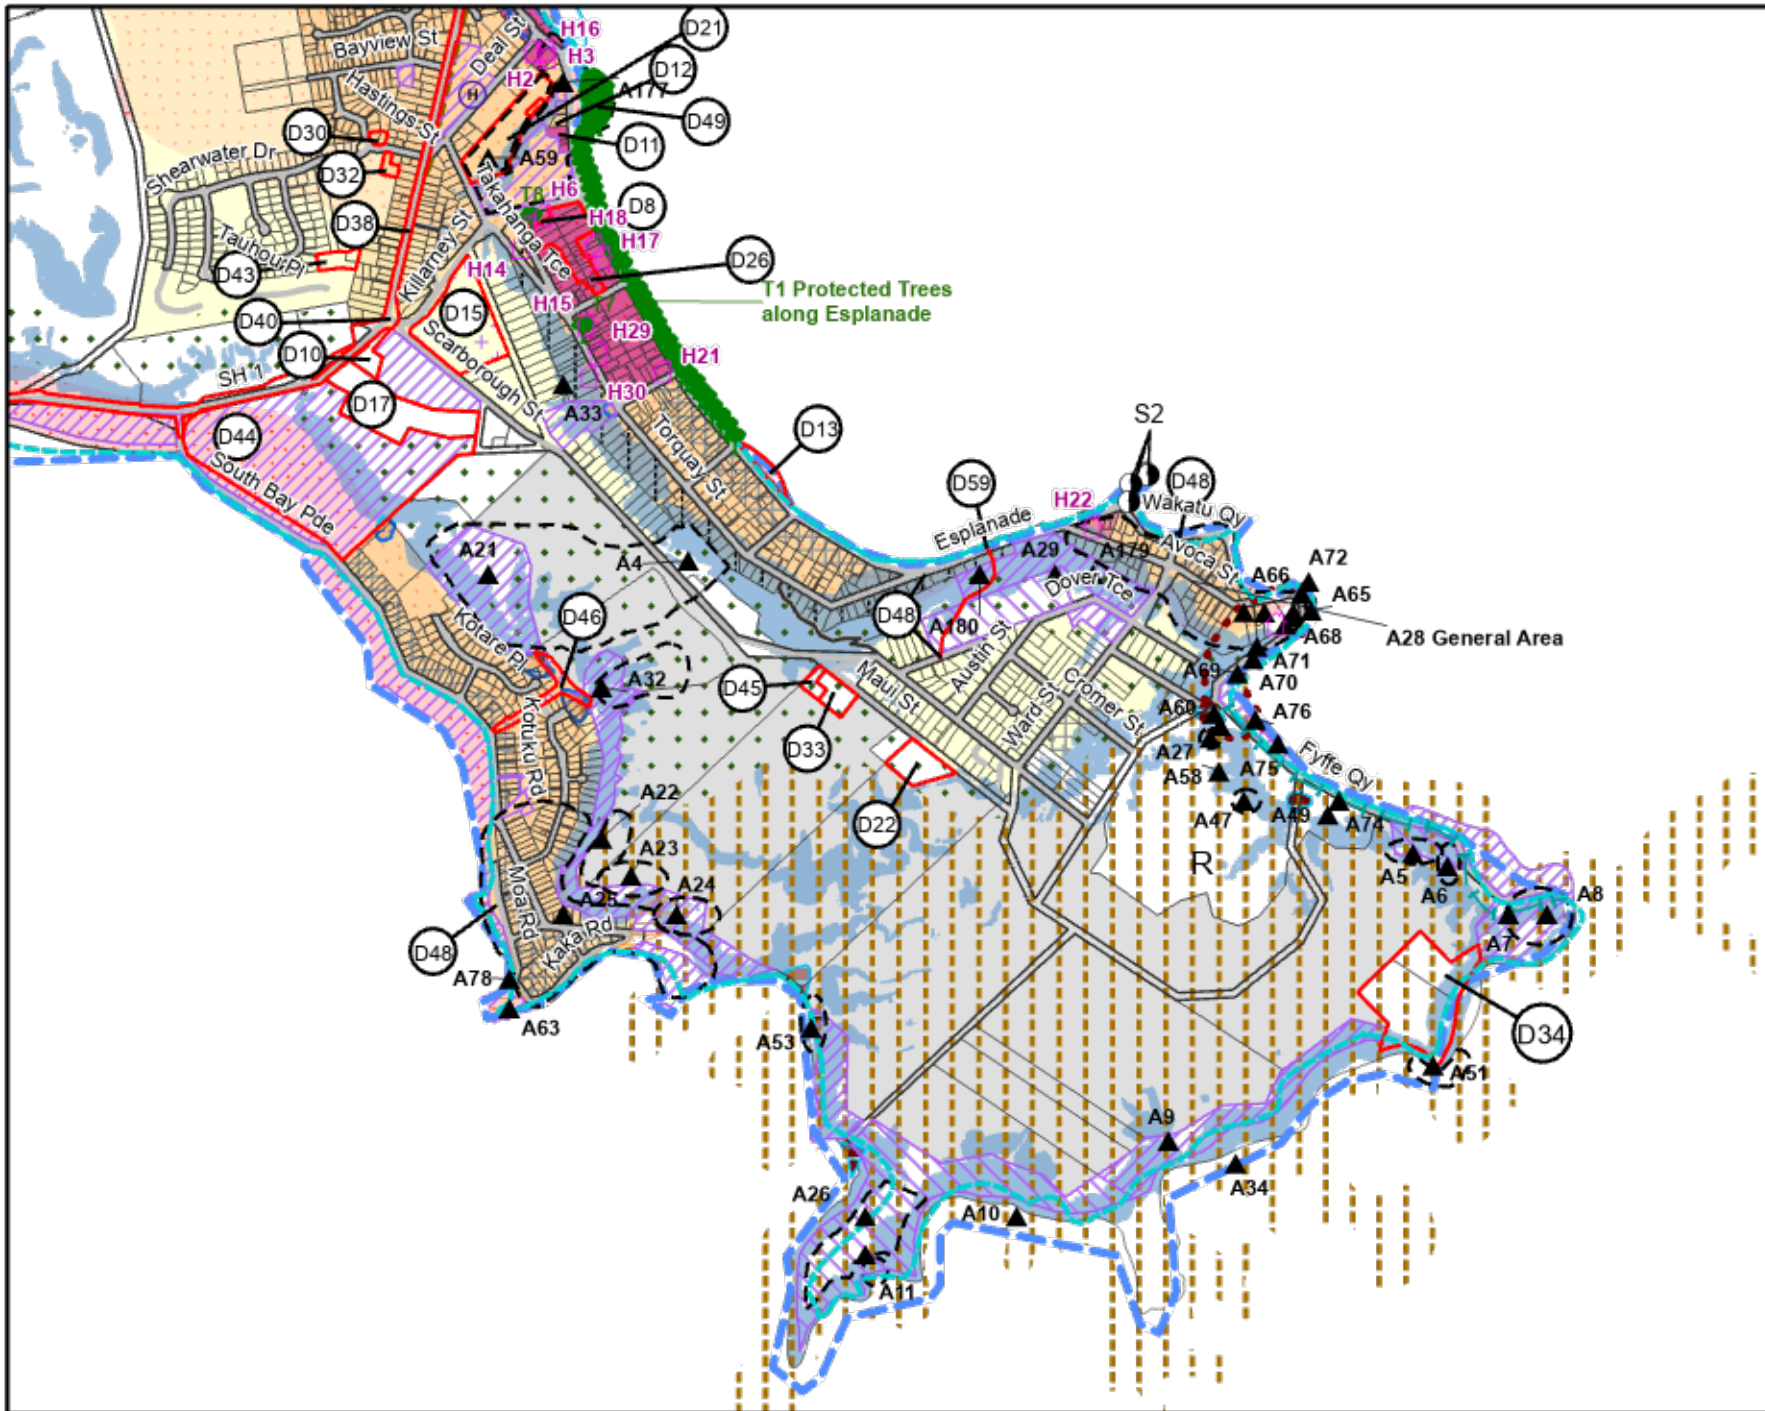 H16
D21
Bayview St
Deal St
H3
D12
H2
A177
H
Hastings St
D49
D30
D11
Shearwater Dr
D32
A59
Takahanga Tce
H6
T8
D8
D38
H18
Tauhou Pl
Killarney St
H17
D43
H14
D26
T1 Protected Trees
along Esplanade
D15
H15
D40
Scarborough St
H29
D10
H21
SH 1
H30
D17
A33
S2
D44
Torquay St
D13
South Bay Pde
D59
D48
H22
Wakatu Qy
Esplanade
A21
A4
A29
A179
Avoca St
A72
A66
Dover Tce
A65
D46
D48
A180
A28 General Area
A68
Kotare Pl
Austin St
A71
A32
D45
Maui St
A69
A70
Cromer St
Kotuku Rd
Ward St
A60
A76
D33
A27
Fyffe Qy
A58
A75
A22
D22
A47
A49
A74
A23
R
A5
A6
A24
Moa Rd
A25
A8
Kaka Rd
A7
D48
A78
A63
A53
D34
A51
A9
A34
A26
A10
A11